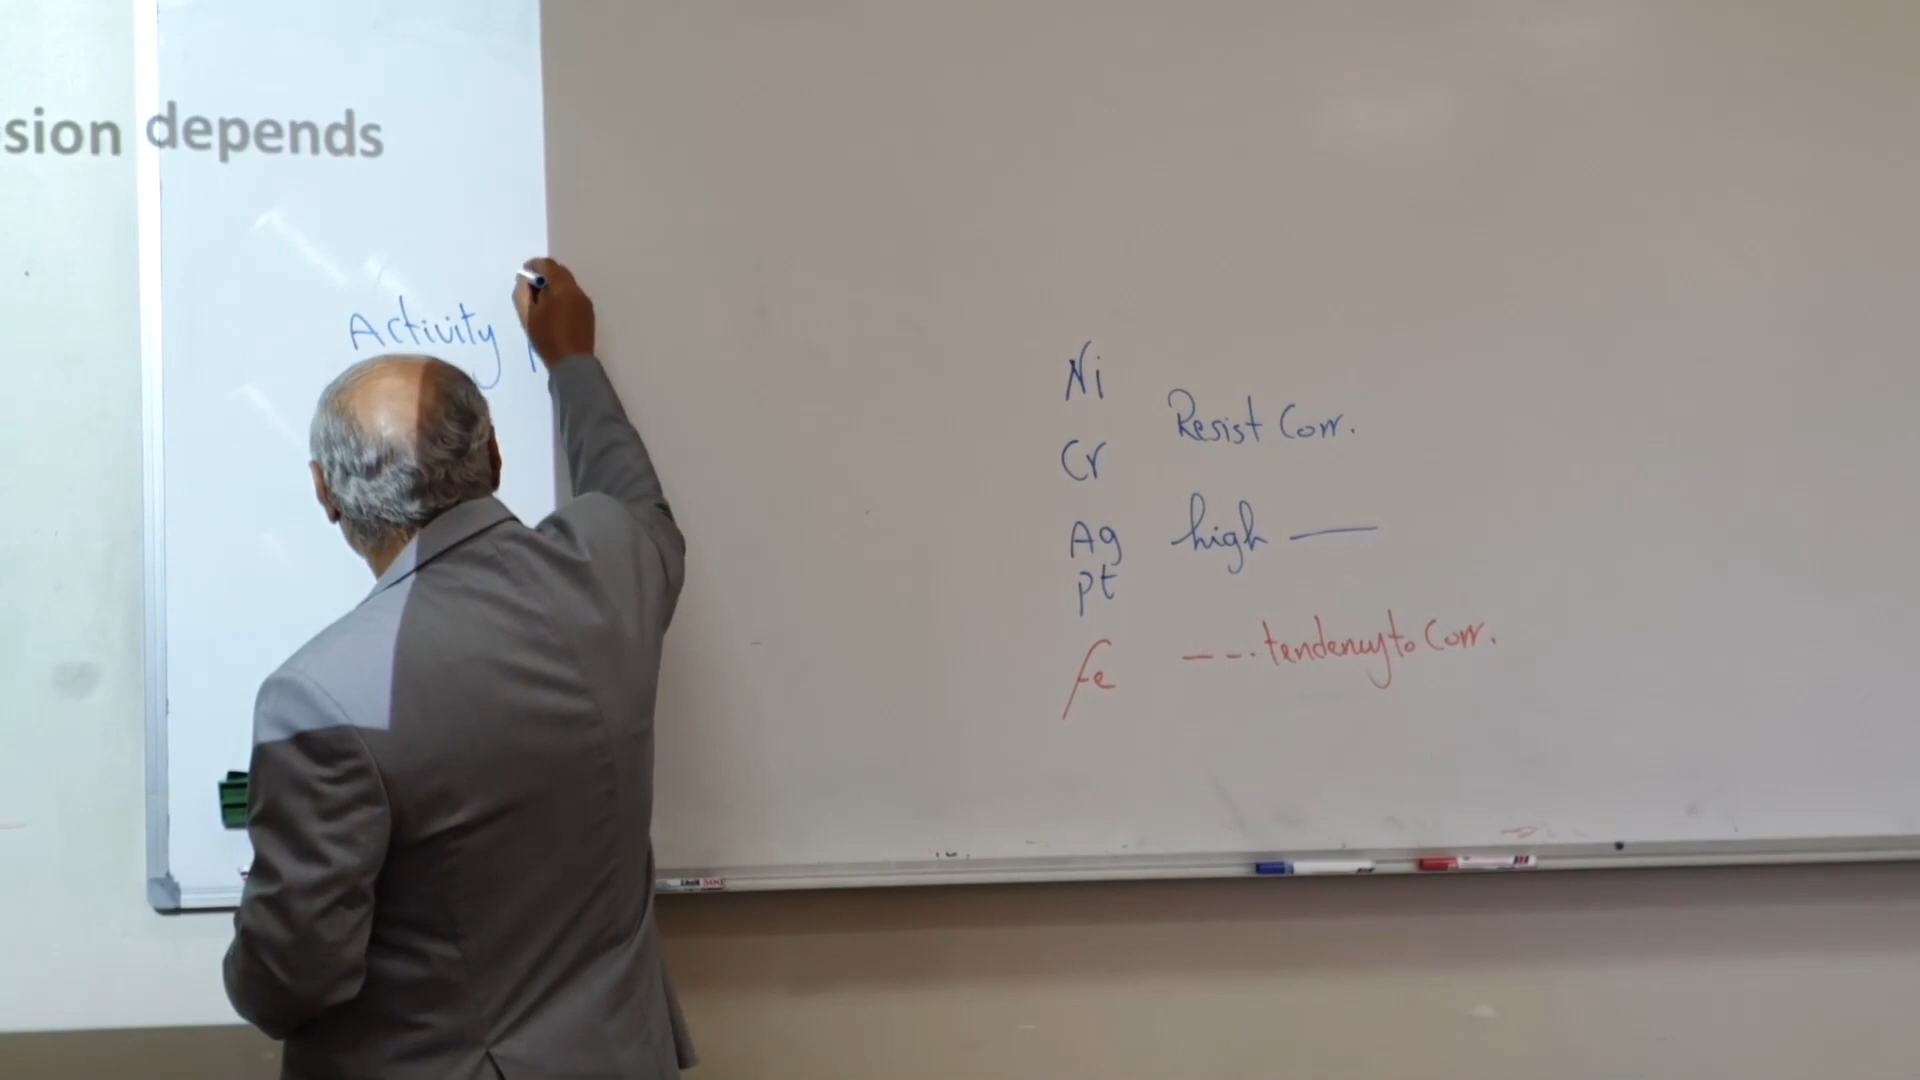 sion depends
Activity
Ni
Resist Corr.
Cr
Ag high —
pt
Fe ---. tendency to Corr.